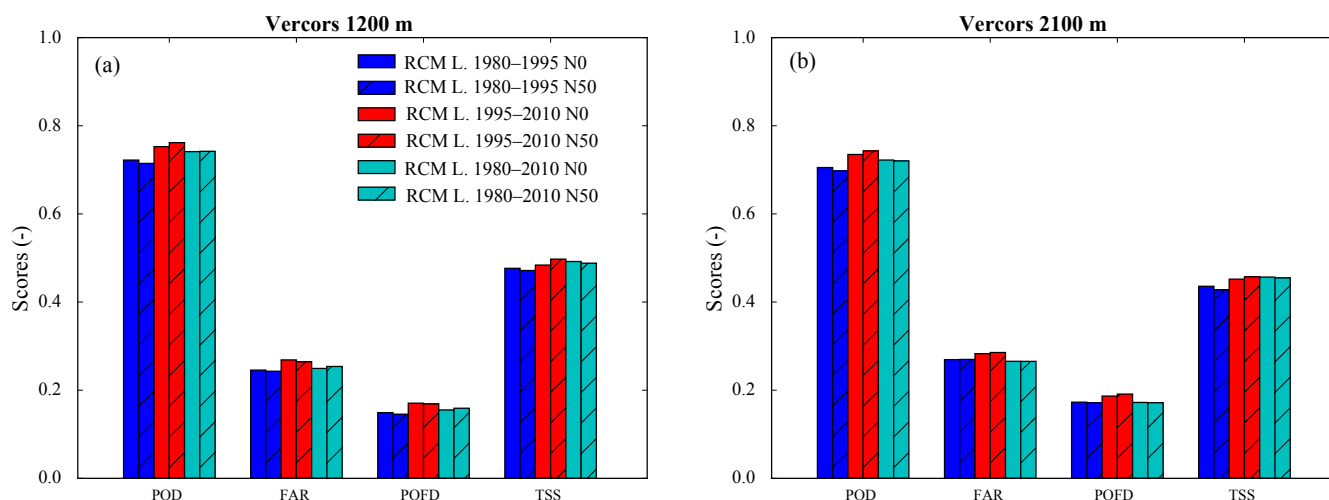 Vercors 1200 m
(a)
RCM L. 1980–1995 N0
RCM L. 1980–1995 N50
RCM L. 1995–2010 N0
RCM L. 1995–2010 N50
RCM L. 1980–2010 N0
RCM L. 1980–2010 N50
Scores (-)
1.0
0.8
0.6
0.4
0.2
0.0
POD FAR POFD TSS
Vercors 2100 m
(b)
Scores (-)
1.0
0.8
0.6
0.4
0.2
0.0
POD FAR POFD TSS